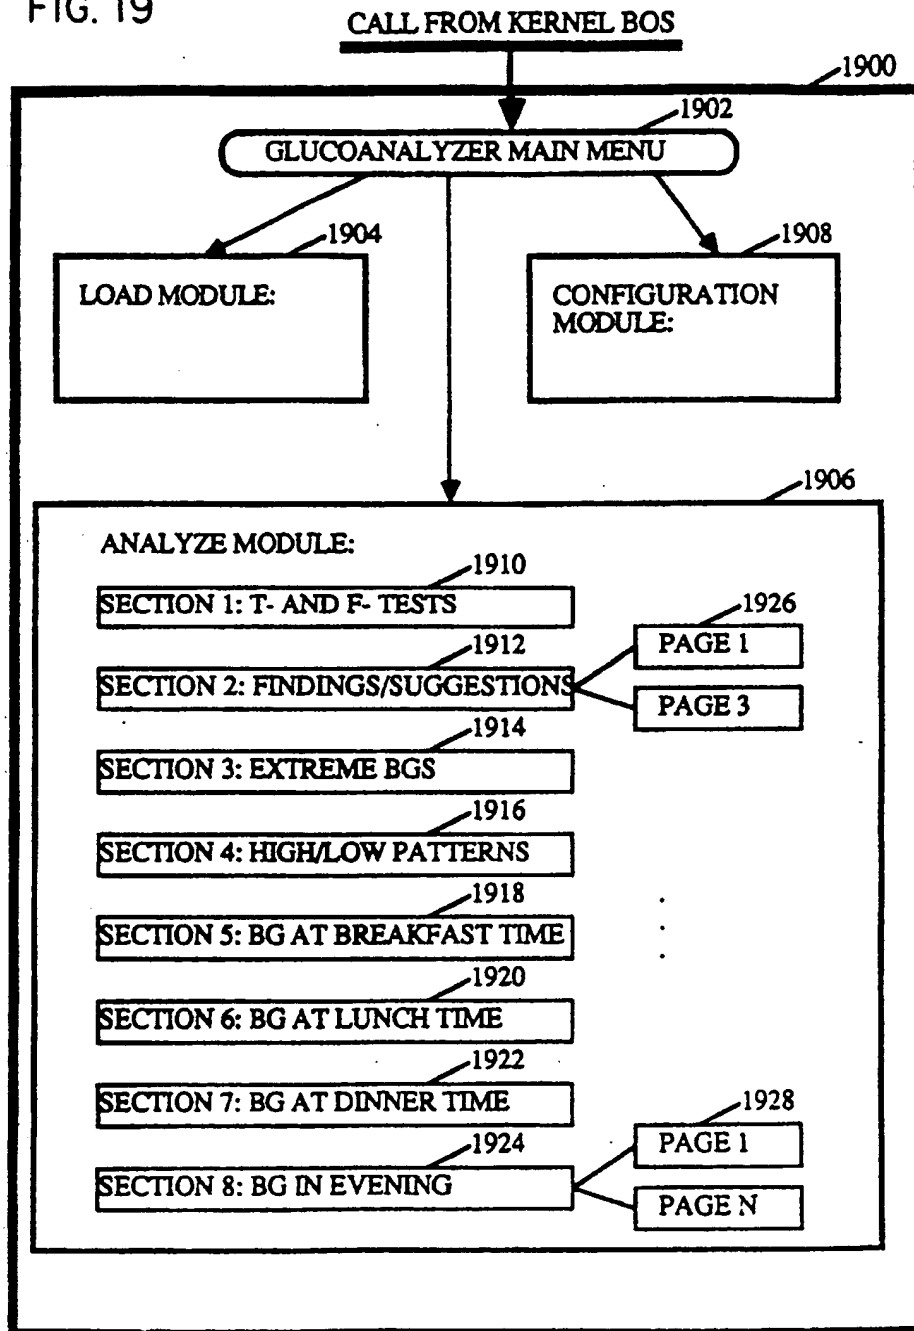 FIG. 19
CALL FROM KERNEL BOS
1900
1902
GLUCOANALYZER MAIN MENU
1904
1908
LOAD MODULE:
CONFIGURATION
MODULE:
1906
ANALYZE MODULE:
1910
SECTION 1: T- AND F- TESTS
1926
PAGE 1
1912
SECTION 2: FINDINGS/SUGGESTIONS
PAGE 3
1914
SECTION 3: EXTREME BGS
1916
SECTION 4: HIGH/LOW PATTERNS
1918
SECTION 5: BG AT BREAKFAST TIME
1920
SECTION 6: BG AT LUNCH TIME
1922
SECTION 7: BG AT DINNER TIME
1928
PAGE 1
1924
SECTION 8: BG IN EVENING
PAGE N